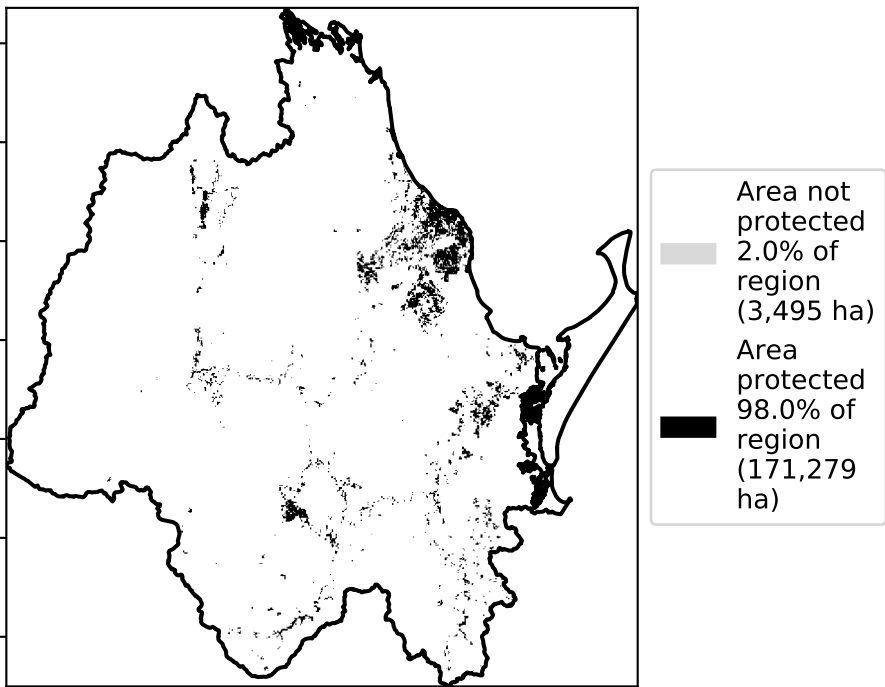 Area not
protected
2.0% of
region
(3,495 ha)
Area
protected
98.0% of
region
(171,279
ha)